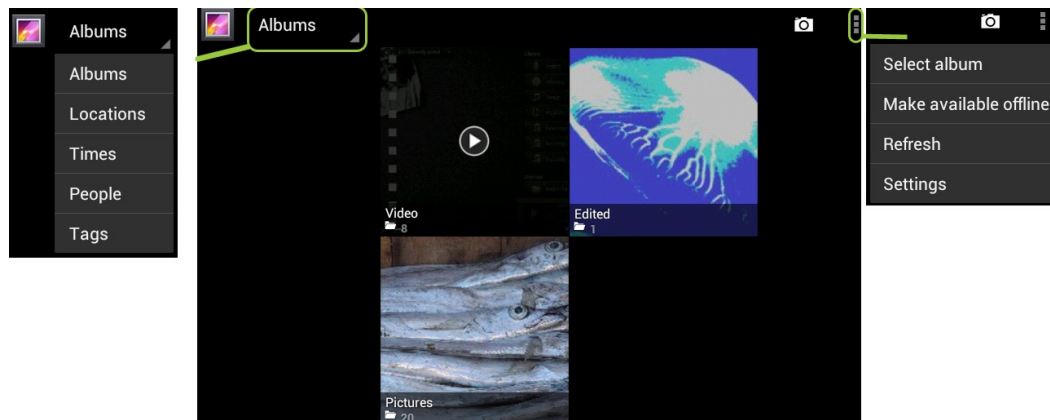 Albums
Albums
Locations
Times
People
Tags
Albums
Video
8
Edited
1
Pictures
20
Select album
Make available offline
Refresh
Settings